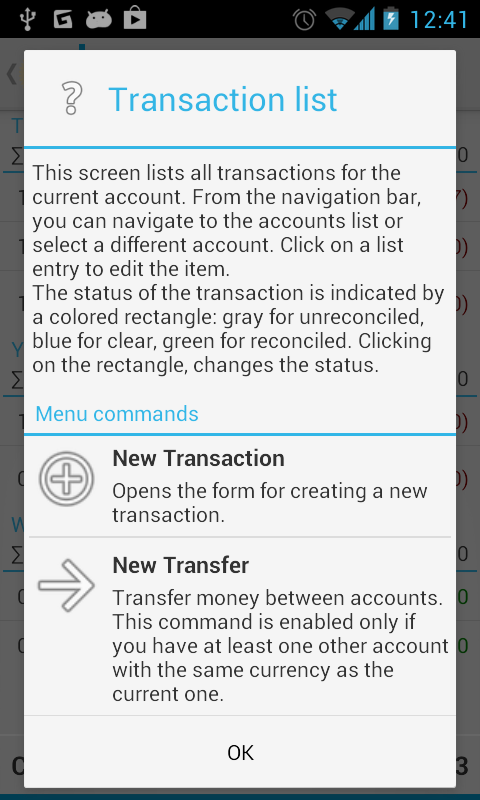 12:41
Transaction list
This screen lists all transactions for the
current account. From the navigation bar,
you can navigate to the accounts list or
select a different account. Click on a list
entry to edit the item.
The status of the transaction is indicated by
a colored rectangle: gray for unreconciled,
blue for clear, green for reconciled. Clicking
on the rectangle, changes the status.
Menu commands
New Transaction
Opens the form for creating a new
transaction.
New Transfer
Transfer money between accounts.
This command is enabled only if
you have at least one other account
with the same currency as the
current one.
OK